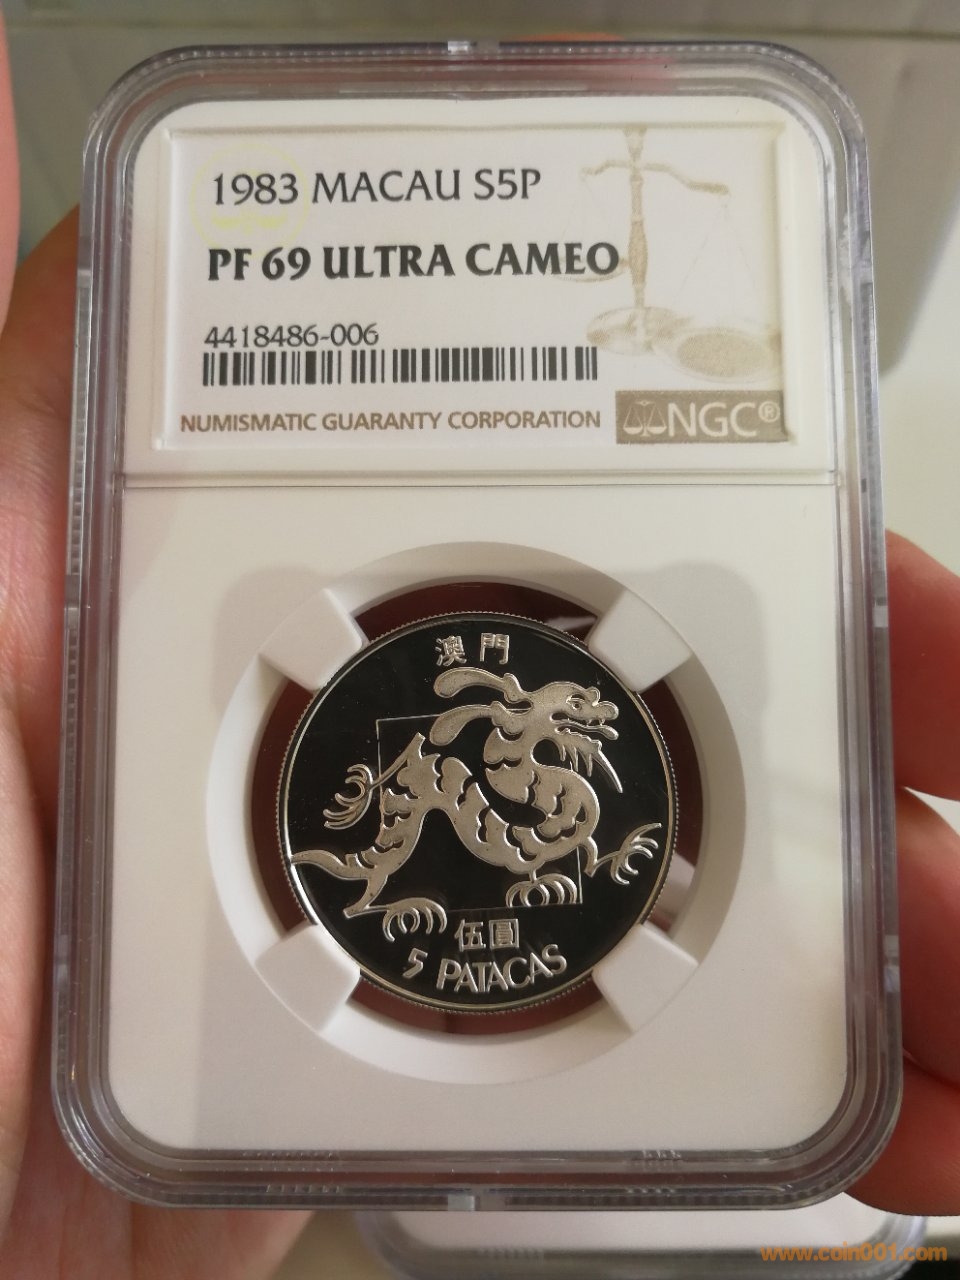 1983 MACAU S5P
PF 69 ULTRA CAMEO
4418486-006
NUMISMATIC GUARANTY CORPORATION
NGC®
澳門
伍圓
5 PATACAS
www.coin001.com